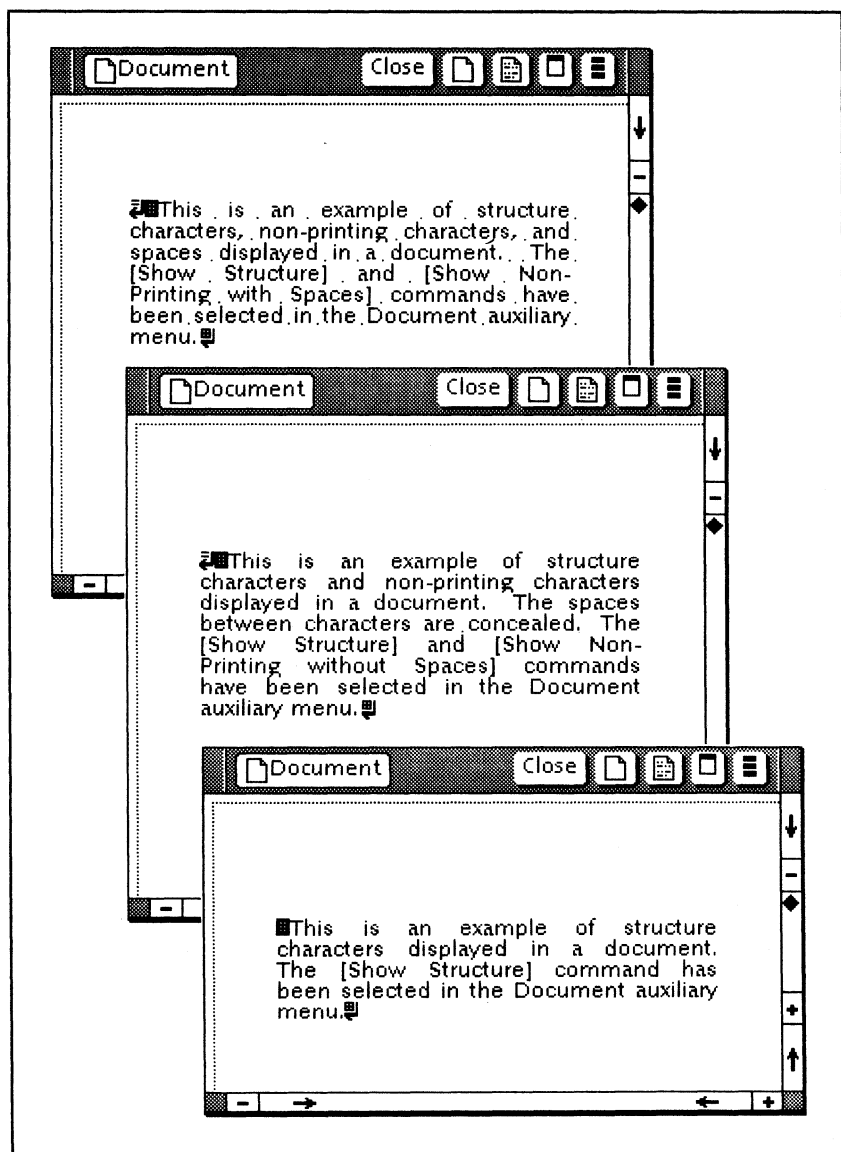 Document Close
This is an example of structure
characters, non-printing characters, and
spaces displayed in a document. The
[Show Structure] and [Show Non-
Printing with Spaces] commands have
been selected in the Document auxiliary
menu.
Document Close
This is an example of structure
characters and non-printing characters
displayed in a document. The spaces
between characters are concealed. The
[Show Structure] and [Show Non-
Printing without Spaces] commands
have been selected in the Document
auxiliary menu.
Document Close
This is an example of structure
characters displayed in a document.
The [Show Structure] command has
been selected in the Document auxiliary
menu.